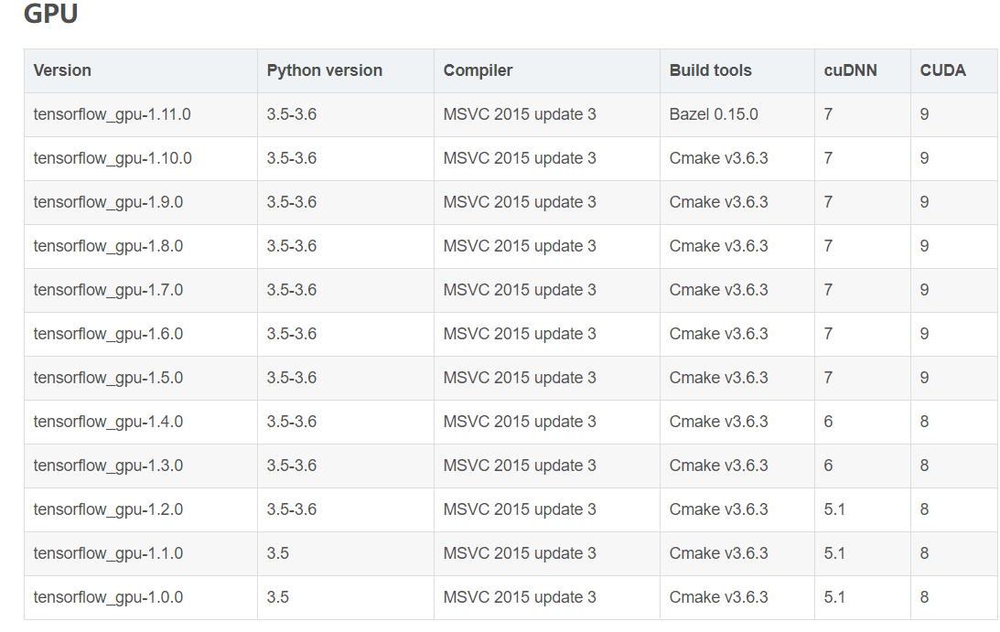 GPU
Version Python version Compiler Build tools cuDNN CUDA
tensorflow_gpu-1.11.0 3.5-3.6 MSVC 2015 update 3 Bazel 0.15.0 7 9
tensorflow_gpu-1.10.0 3.5-3.6 MSVC 2015 update 3 Cmake v3.6.3 7 9
tensorflow_gpu-1.9.0 3.5-3.6 MSVC 2015 update 3 Cmake v3.6.3 7 9
tensorflow_gpu-1.8.0 3.5-3.6 MSVC 2015 update 3 Cmake v3.6.3 7 9
tensorflow_gpu-1.7.0 3.5-3.6 MSVC 2015 update 3 Cmake v3.6.3 7 9
tensorflow_gpu-1.6.0 3.5-3.6 MSVC 2015 update 3 Cmake v3.6.3 7 9
tensorflow_gpu-1.5.0 3.5-3.6 MSVC 2015 update 3 Cmake v3.6.3 7 9
tensorflow_gpu-1.4.0 3.5-3.6 MSVC 2015 update 3 Cmake v3.6.3 6 8
tensorflow_gpu-1.3.0 3.5-3.6 MSVC 2015 update 3 Cmake v3.6.3 6 8
tensorflow_gpu-1.2.0 3.5-3.6 MSVC 2015 update 3 Cmake v3.6.3 5.1 8
tensorflow_gpu-1.1.0 3.5 MSVC 2015 update 3 Cmake v3.6.3 5.1 8
tensorflow_gpu-1.0.0 3.5 MSVC 2015 update 3 Cmake v3.6.3 5.1 8